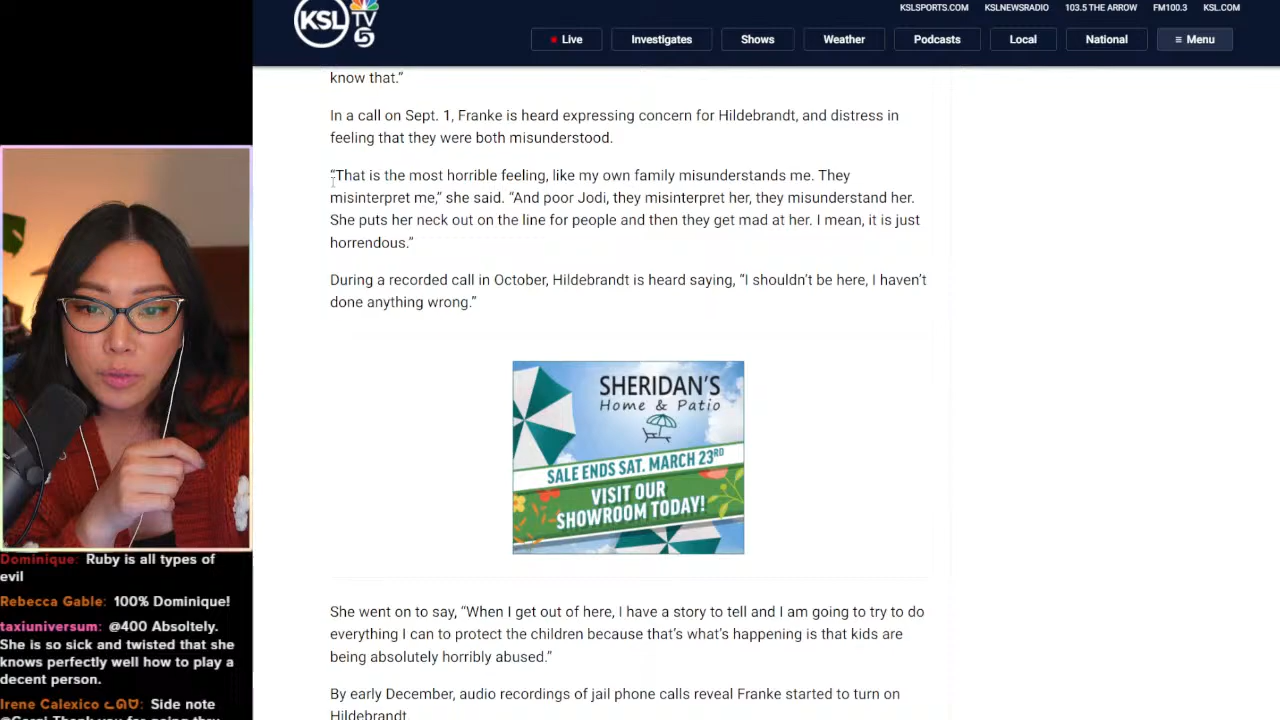 KSL TV 5
KSLSPORTS.COM KSLNEWSRADIO 103.5 THE ARROW FM100.3 KSL.COM
Live Investigates Shows Weather Podcasts Local National ≡ Menu
know that.”
In a call on Sept. 1, Franke is heard expressing concern for Hildebrandt, and distress in
feeling that they were both misunderstood.
“That is the most horrible feeling, like my own family misunderstands me. They
misinterpret me,” she said. “And poor Jodi, they misinterpret her, they misunderstand her.
She puts her neck out on the line for people and then they get mad at her. I mean, it is just
horrendous.”
During a recorded call in October, Hildebrandt is heard saying, “I shouldn’t be here, I haven’t
done anything wrong.”
SHERIDAN'S
Home & Patio
SALE ENDS SAT. MARCH 23RD
VISIT OUR
SHOWROOM TODAY!
She went on to say, “When I get out of here, I have a story to tell and I am going to try to do
everything I can to protect the children because that’s what’s happening is that kids are
being absolutely horribly abused.”
By early December, audio recordings of jail phone calls reveal Franke started to turn on
Hildebrandt.
Dominique: Ruby is all types of
evil
Rebecca Gable: 100% Dominique!
taxiuniversum: @400 Absoltely.
She is so sick and twisted that she
knows perfectly well how to play a
decent person.
Irene Calexico ᓚᘏᗢ: Side note